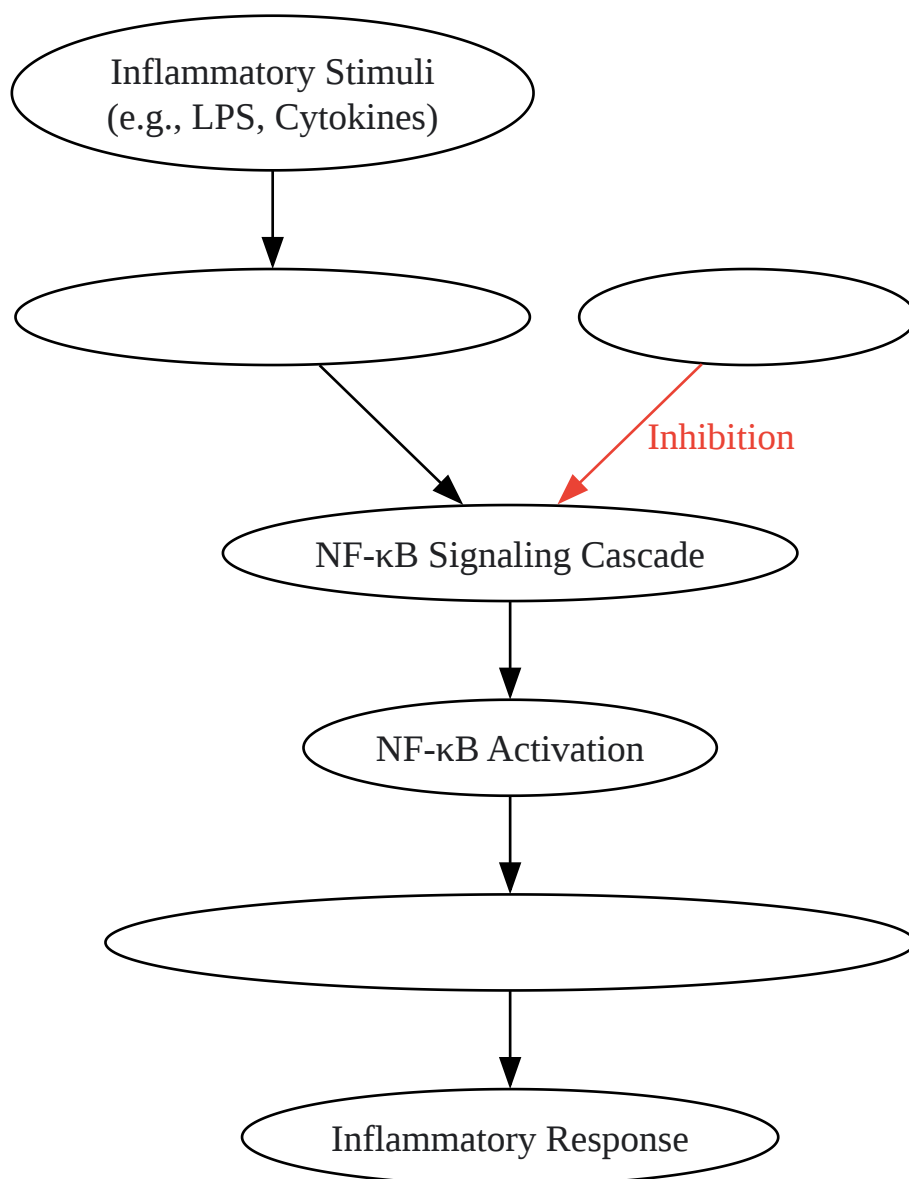 Inflammatory Stimuli
(e.g., LPS, Cytokines)
Inhibition
NF-κB Signaling Cascade
NF-κB Activation
Inflammatory Response